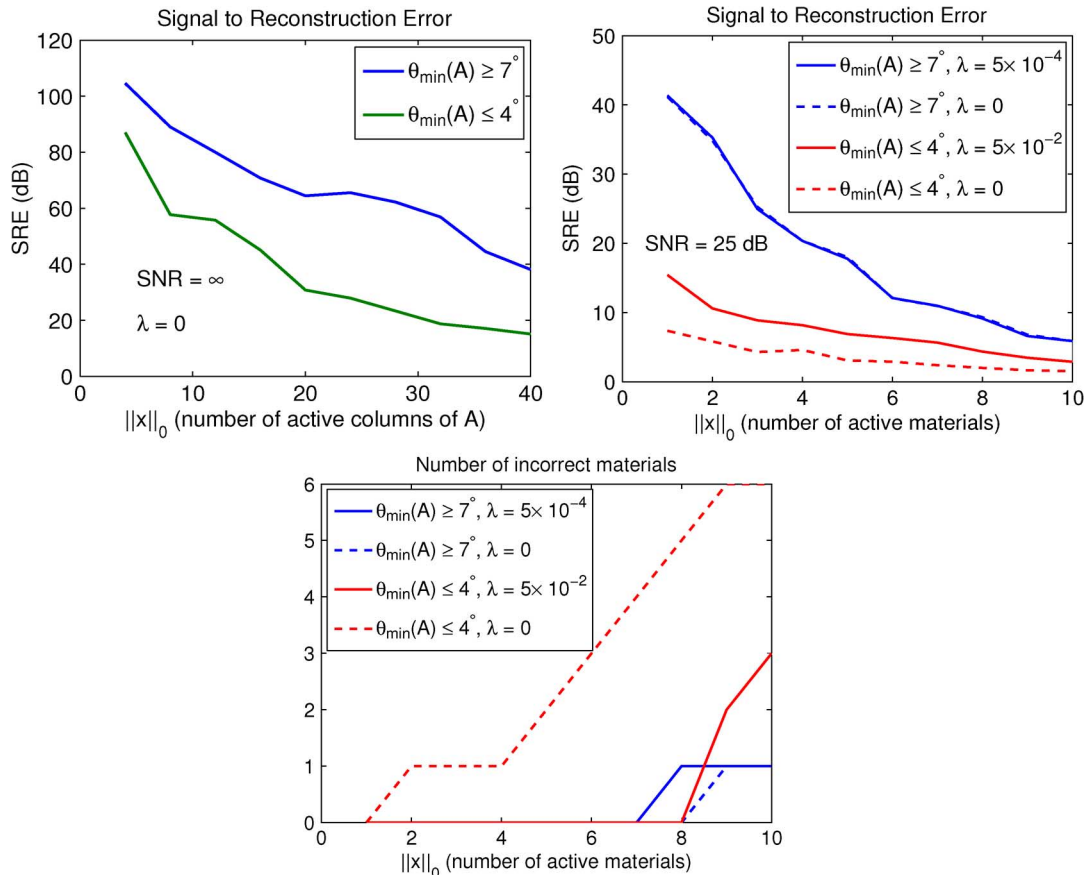 Signal to Reconstruction Error
120
100
80
60
40
20
0
SRE (dB)
θmin(A) ≥ 7°
θmin(A) ≤ 4°
SNR = ∞
λ = 0
0 10 20 30 40
||x||0 (number of active columns of A)
Signal to Reconstruction Error
50
40
30
20
10
0
SRE (dB)
θmin(A) ≥ 7°, λ = 5× 10⁻⁴
θmin(A) ≥ 7°, λ = 0
θmin(A) ≤ 4°, λ = 5× 10⁻²
θmin(A) ≤ 4°, λ = 0
SNR = 25 dB
0 2 4 6 8 10
||x||0 (number of active materials)
Number of incorrect materials
6
5
4
3
2
1
0
θmin(A) ≥ 7°, λ = 5× 10⁻⁴
θmin(A) ≥ 7°, λ = 0
θmin(A) ≤ 4°, λ = 5× 10⁻²
θmin(A) ≤ 4°, λ = 0
0 2 4 6 8 10
||x||0 (number of active materials)